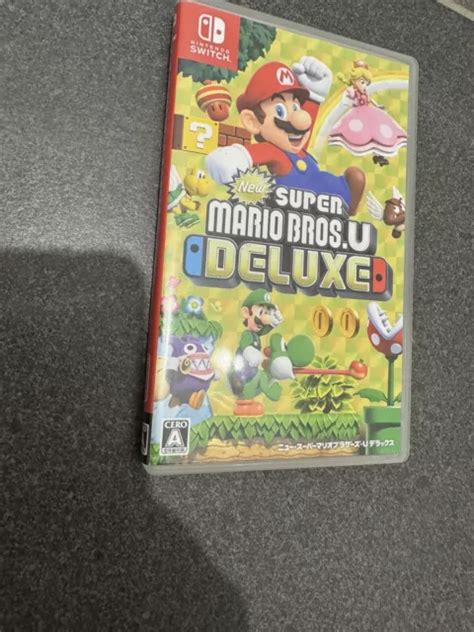 NINTENDO
SWITCH
?
M
New
SUPER
MARIO BROS.U
DELUXE
CERO
A
ニュー・スーパーマリオブラザーズ・U デラックス